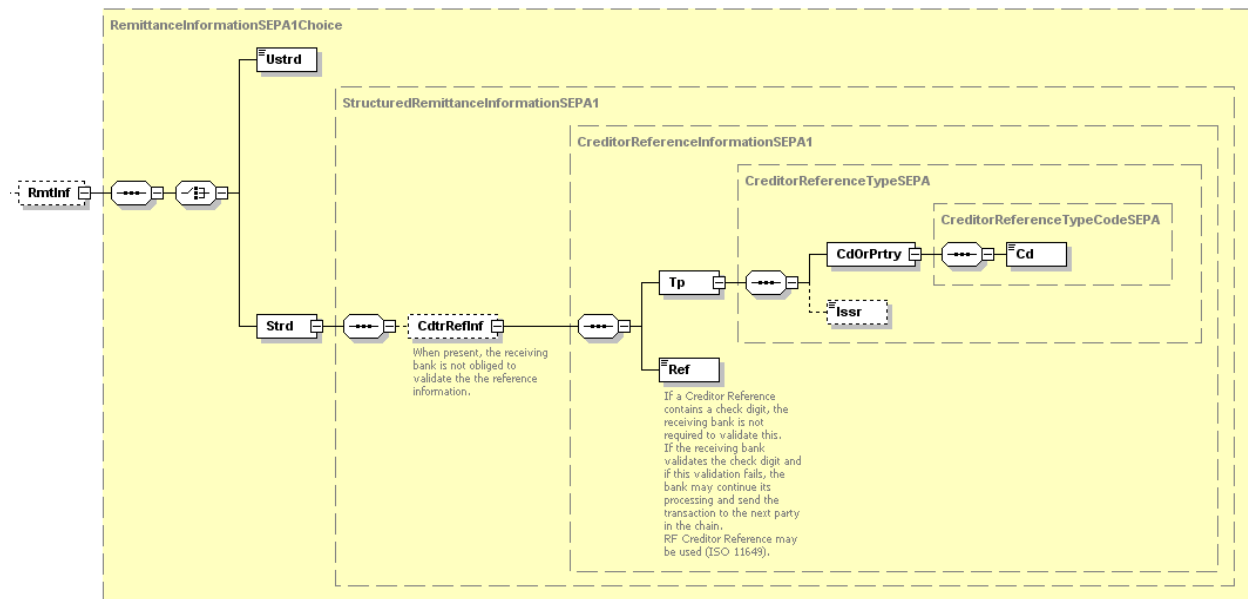 RemittanceInformationSEPA1Choice
Ustrd
StructuredRemittanceInformationSEPA1
CreditorReferenceInformationSEPA1
CreditorReferenceTypeSEPA
RmtInf
CreditorReferenceTypeCodeSEPA
CdOrPrtry
Cd
Tp
Issr
Strd
CdtrRefInf
When present, the receiving
bank is not obliged to
validate the the reference
information.
Ref
If a Creditor Reference
contains a check digit, the
receiving bank is not
required to validate this.
If the receiving bank
validates the check digit and
if this validation fails, the
bank may continue its
processing and send the
transaction to the next party
in the chain.
RF Creditor Reference may
be used (ISO 11649).